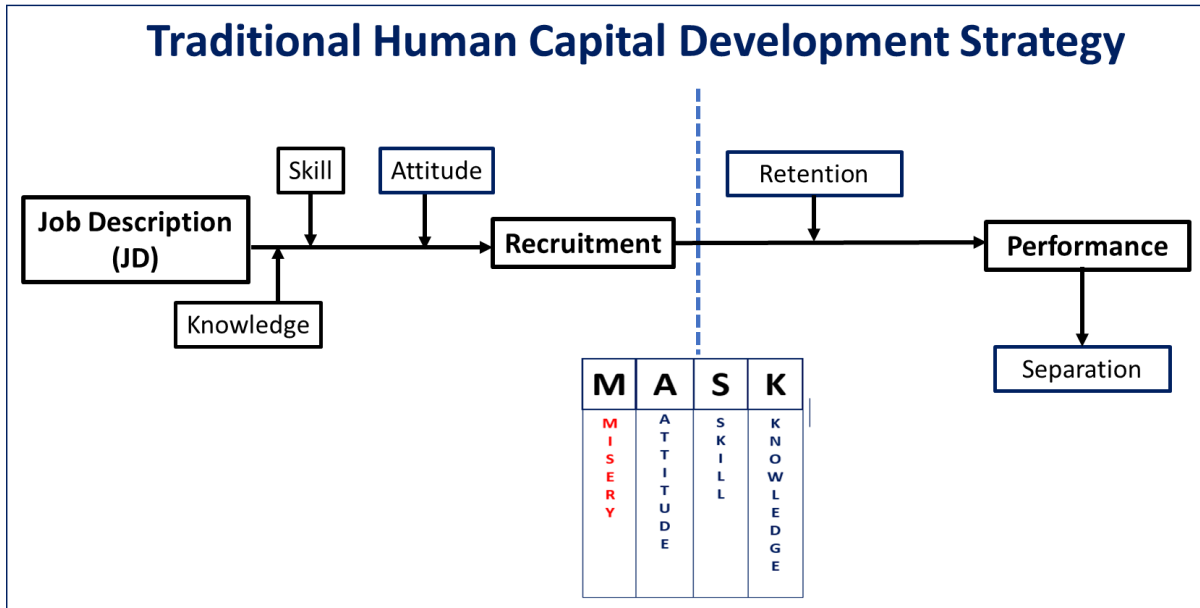 Traditional Human Capital Development Strategy
Skill
Attitude
Retention
Job Description
(JD)
Recruitment
Performance
Knowledge
Separation
M A S K
MISERY
ATTITUDE
SKILL
KNOWLEDGE